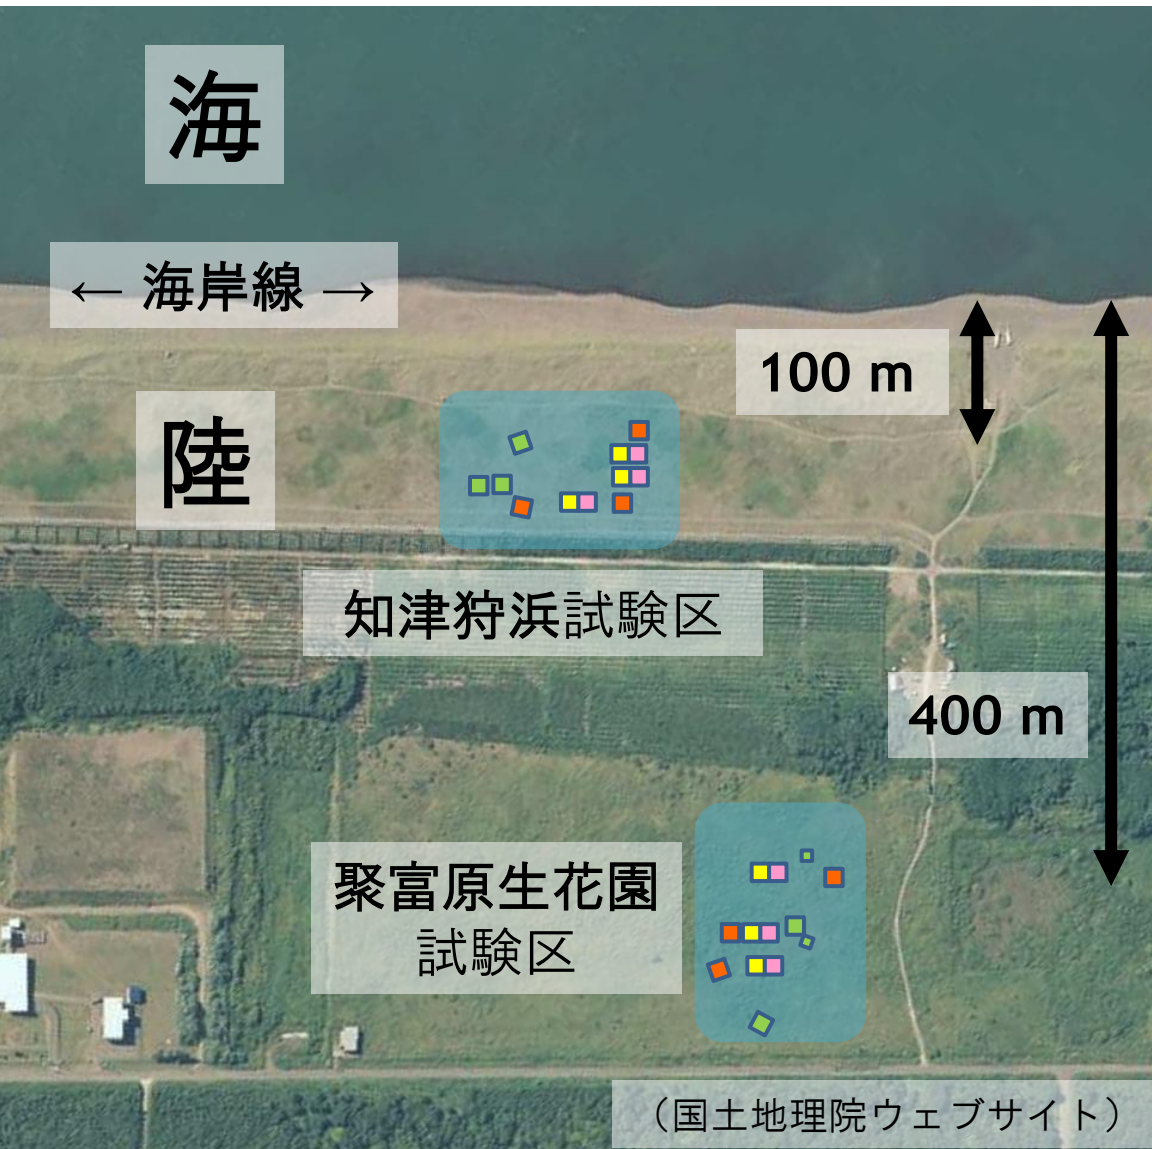 海
← 海岸線 →
100 m
陸
知津狩浜試験区
400 m
聚富原生花園
試験区
（国土地理院ウェブサイト）